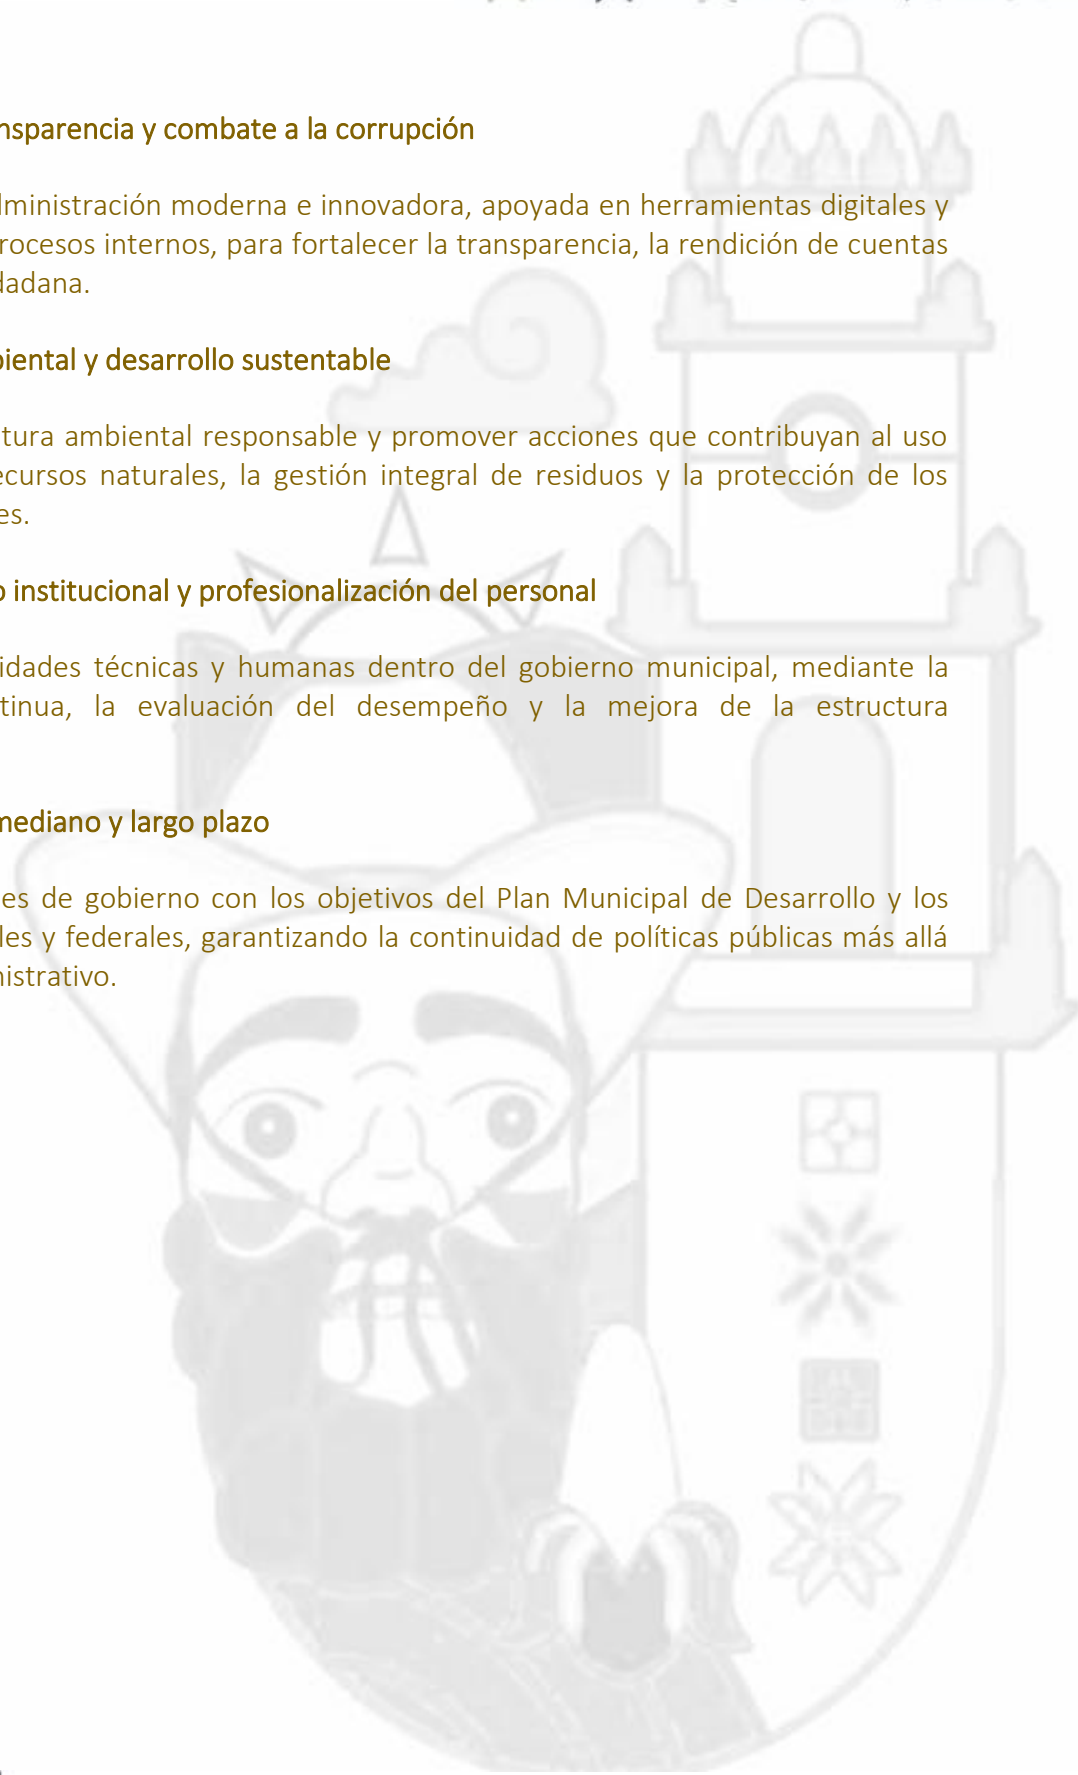 nsparencia y combate a la corrupción
dministración moderna e innovadora, apoyada en herramientas digitales y
rocesos internos, para fortalecer la transparencia, la rendición de cuentas
dadana.
biental y desarrollo sustentable
tura ambiental responsable y promover acciones que contribuyan al uso
ecursos naturales, la gestión integral de residuos y la protección de los
es.
o institucional y profesionalización del personal
idades técnicas y humanas dentro del gobierno municipal, mediante la
tinua, la evaluación del desempeño y la mejora de la estructura
mediano y largo plazo
es de gobierno con los objetivos del Plan Municipal de Desarrollo y los
les y federales, garantizando la continuidad de políticas públicas más allá
nistrativo.